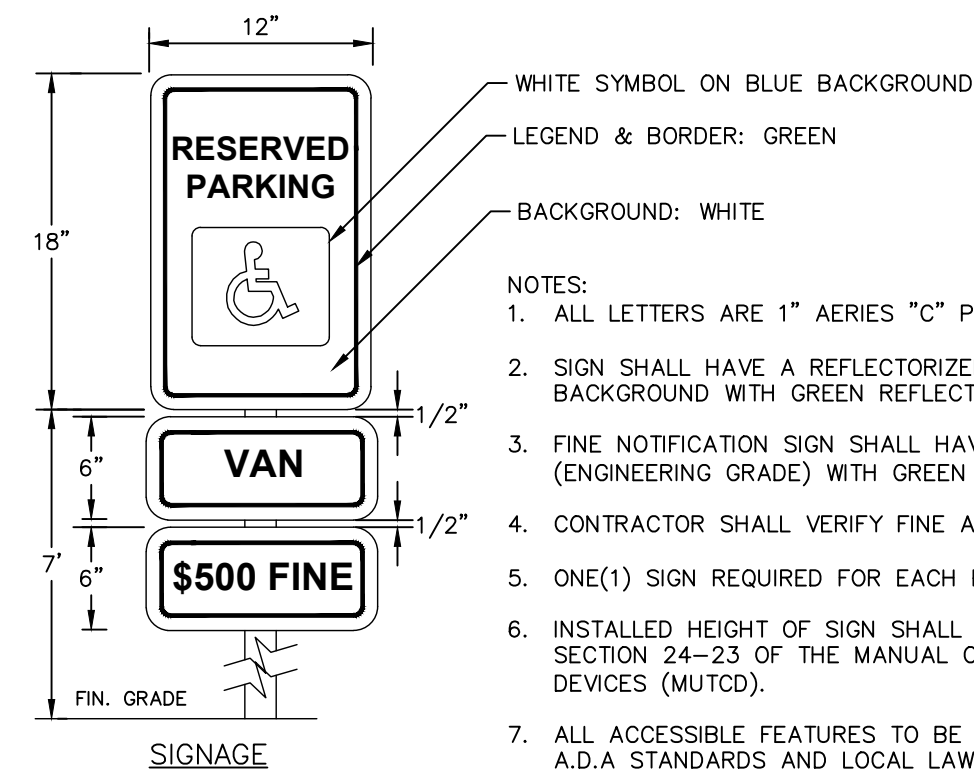 12"
WHITE SYMBOL ON BLUE BACKGROUND
LEGEND & BORDER: GREEN
BACKGROUND: WHITE
RESERVED
PARKING
18"
1/2"
6"
VAN
1/2"
7'
6"
$500 FINE
FIN. GRADE
SIGNAGE
NOTES:
1. ALL LETTERS ARE 1" AERIES "C" P
2. SIGN SHALL HAVE A REFLECTORIZE
BACKGROUND WITH GREEN REFLECT
3. FINE NOTIFICATION SIGN SHALL HAV
(ENGINEERING GRADE) WITH GREEN
4. CONTRACTOR SHALL VERIFY FINE A
5. ONE(1) SIGN REQUIRED FOR EACH
6. INSTALLED HEIGHT OF SIGN SHALL
SECTION 24-23 OF THE MANUAL O
DEVICES (MUTCD).
7. ALL ACCESSIBLE FEATURES TO BE
A.D.A STANDARDS AND LOCAL LAW